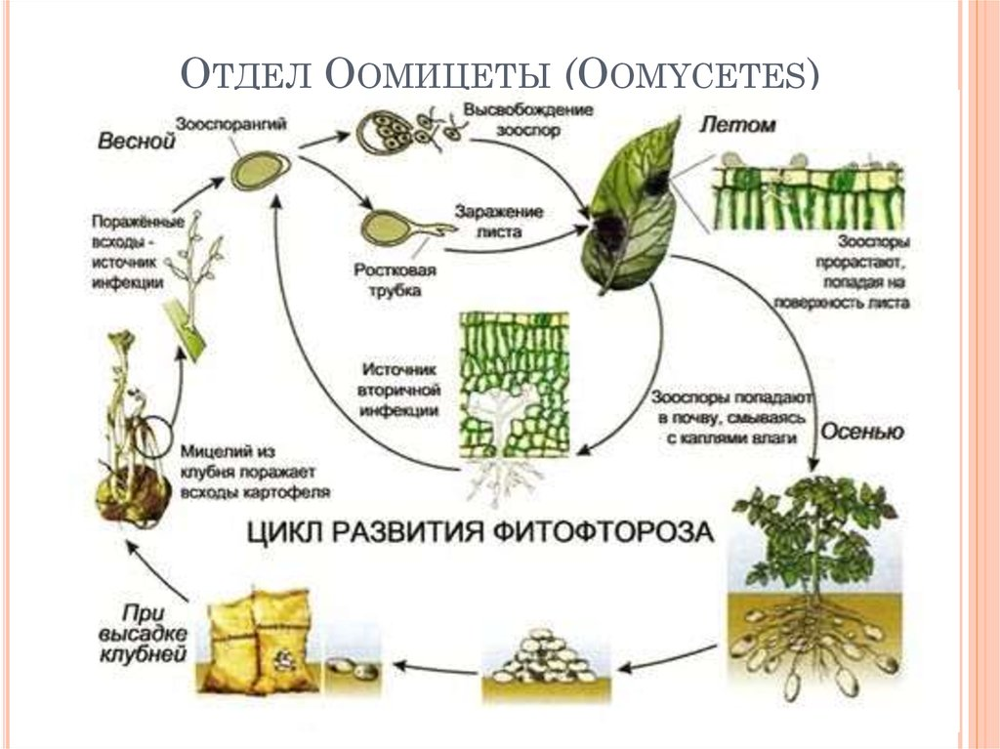 Отдел Оомицеты (Oomycetes)
Весной
Зооспорангий
Высвобождение
зооспор
Летом
Поражённые
всходы -
источник
инфекции
Заражение
листа
Ростковая
трубка
Зооспоры
прорастают,
попадая на
поверхность листа
Источник
вторичной
инфекции
Зооспоры попадают
в почву, смываясь
с каплями влаги
Осенью
Мицелий из
клубня поражает
всходы картофеля
ЦИКЛ РАЗВИТИЯ ФИТОФТОРОЗА
При
высадке
клубней